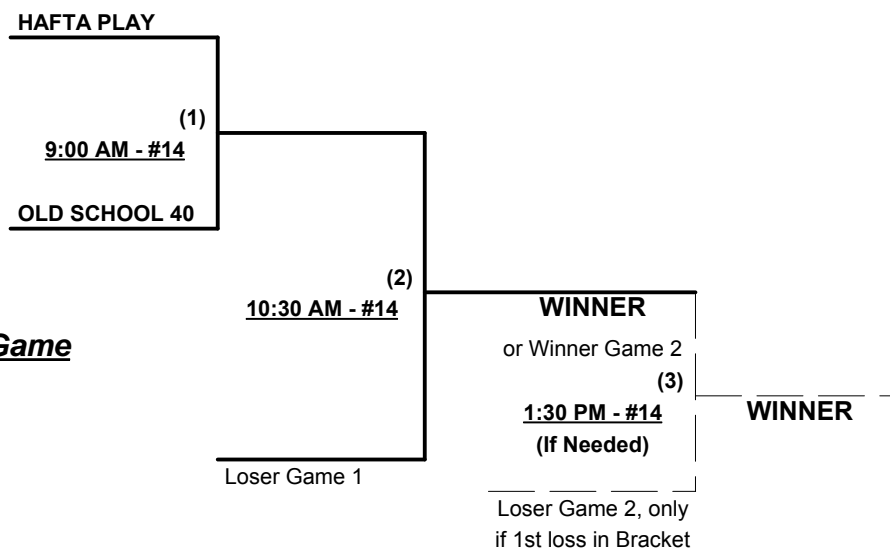 HAFTA PLAY
(1)
9:00 AM - #14
OLD SCHOOL 40
(2)
10:30 AM - #14
WINNER
Game
or Winner Game 2
(3)
1:30 PM - #14
WINNER
(If Needed)
Loser Game 1
Loser Game 2, only
if 1st loss in Bracket